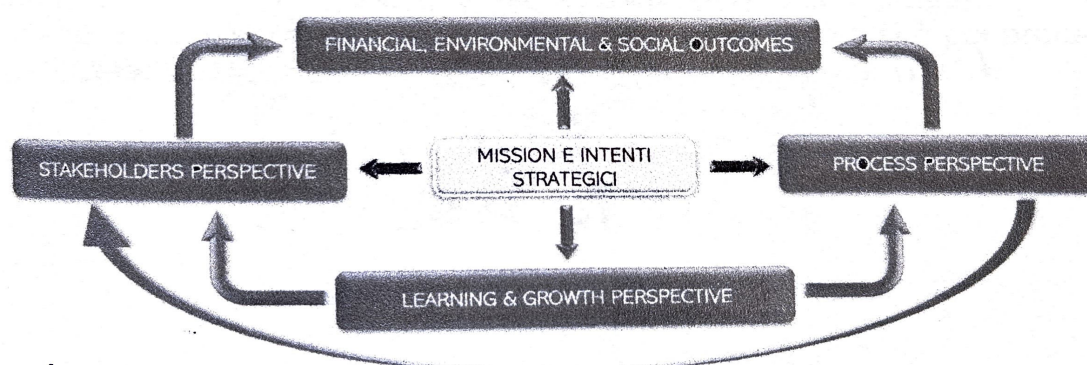 FINANCIAL, ENVIRONMENTAL & SOCIAL OUTCOMES
STAKEHOLDERS PERSPECTIVE
MISSION E INTENTI
STRATEGICI
PROCESS PERSPECTIVE
LEARNING & GROWTH PERSPECTIVE